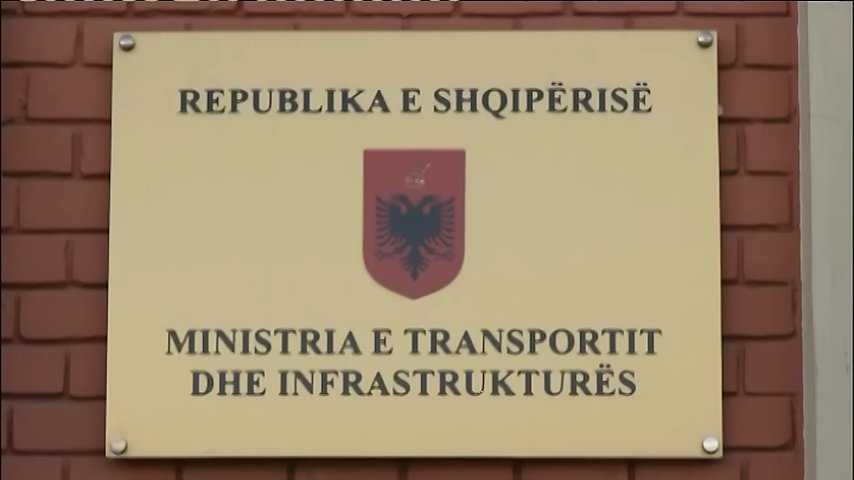 REPUBLIKA E SHQIPËRISË
MINISTRIA E TRANSPORTIT
DHE INFRASTRUKTURËS